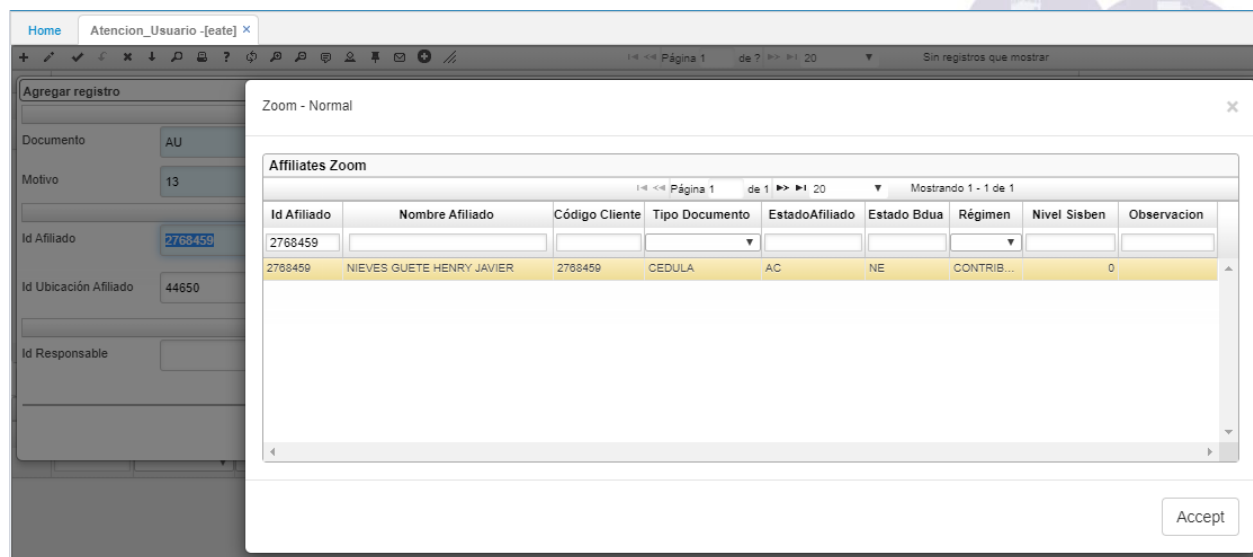 Home Atencion_Usuario -[eate] ×
Página 1 de ? 20 Sin registros que mostrar
Agregar registro
Documento AU
Motivo 13
Id Afiliado 2768459
Id Ubicación Afiliado 44650
Id Responsable
Zoom - Normal ×
Affiliates Zoom
Página 1 de 1 20 Mostrando 1 - 1 de 1
Id Afiliado Nombre Afiliado Código Cliente Tipo Documento EstadoAfiliado Estado Bdua Régimen Nivel Sisben Observacion
2768459
2768459 NIEVES GUETE HENRY JAVIER 2768459 CEDULA AC NE CONTRIB... 0
Accept